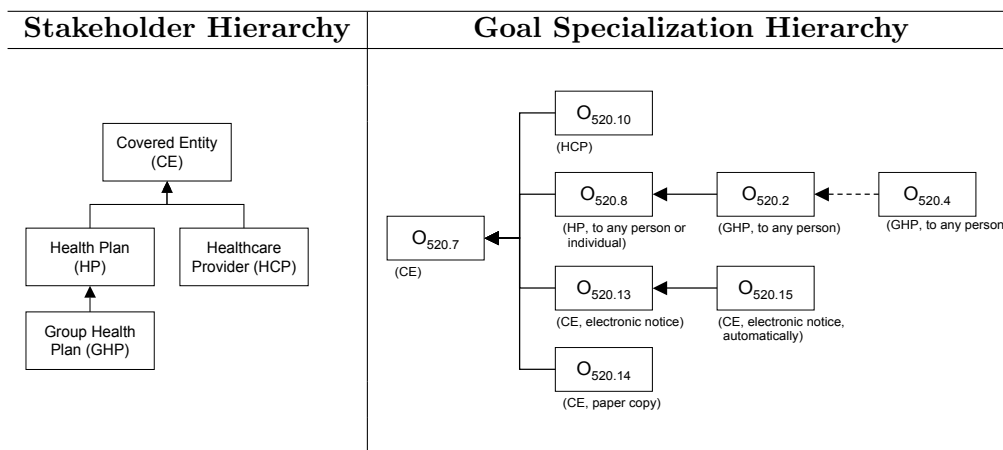 Stakeholder Hierarchy
Goal Specialization Hierarchy
Covered Entity
(CE)
Health Plan
(HP)
Healthcare
Provider (HCP)
Group Health
Plan (GHP)
O520.7
(CE)
O520.10
(HCP)
O520.8
(HP, to any person or
individual)
O520.2
(GHP, to any person)
O520.4
(GHP, to any person
O520.13
(CE, electronic notice)
O520.15
(CE, electronic notice,
automatically)
O520.14
(CE, paper copy)